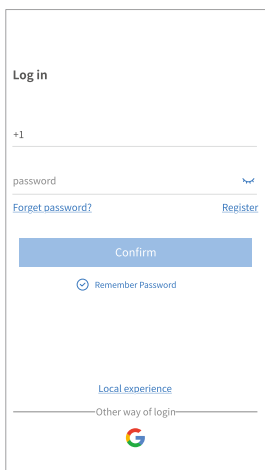 Log in
+1
password
Forget password? Register
Confirm
Remember Password
Local experience
Other way of login